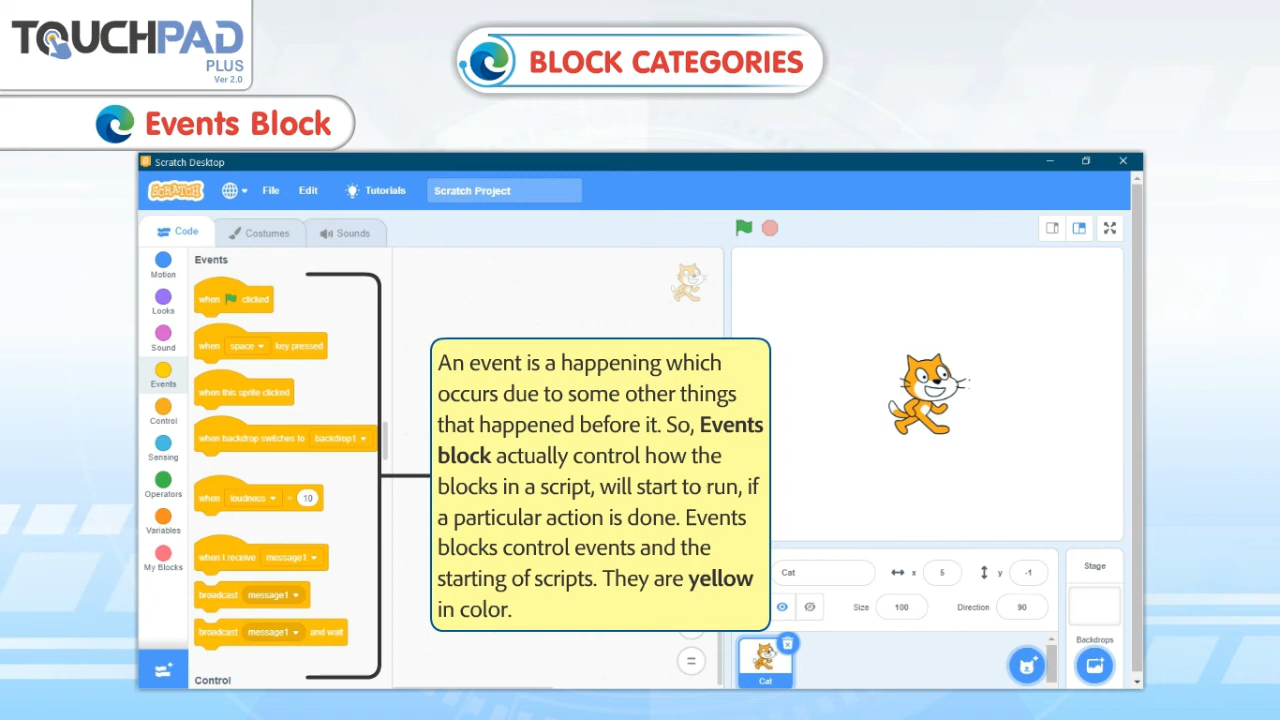 TOUCHPAD
PLUS
Ver 2.0
BLOCK CATEGORIES
Events Block
Scratch Desktop
SCRATCH
File Edit Tutorials Scratch Project
Code Costumes Sounds
Motion
Looks
Sound
Events
Control
Sensing
Operators
Variables
My Blocks
Events
when clicked
when space key pressed
when this sprite clicked
when backdrop switches to backdrop1
when loudness > 10
when I receive message1
broadcast message1
broadcast message1 and wait
Control
An event is a happening which
occurs due to some other things
that happened before it. So, Events
block actually control how the
blocks in a script, will start to run, if
a particular action is done. Events
blocks control events and the
starting of scripts. They are yellow
in color.
Cat x 5 y -1
Size 100 Direction 90
Cat
Stage
Backdrops